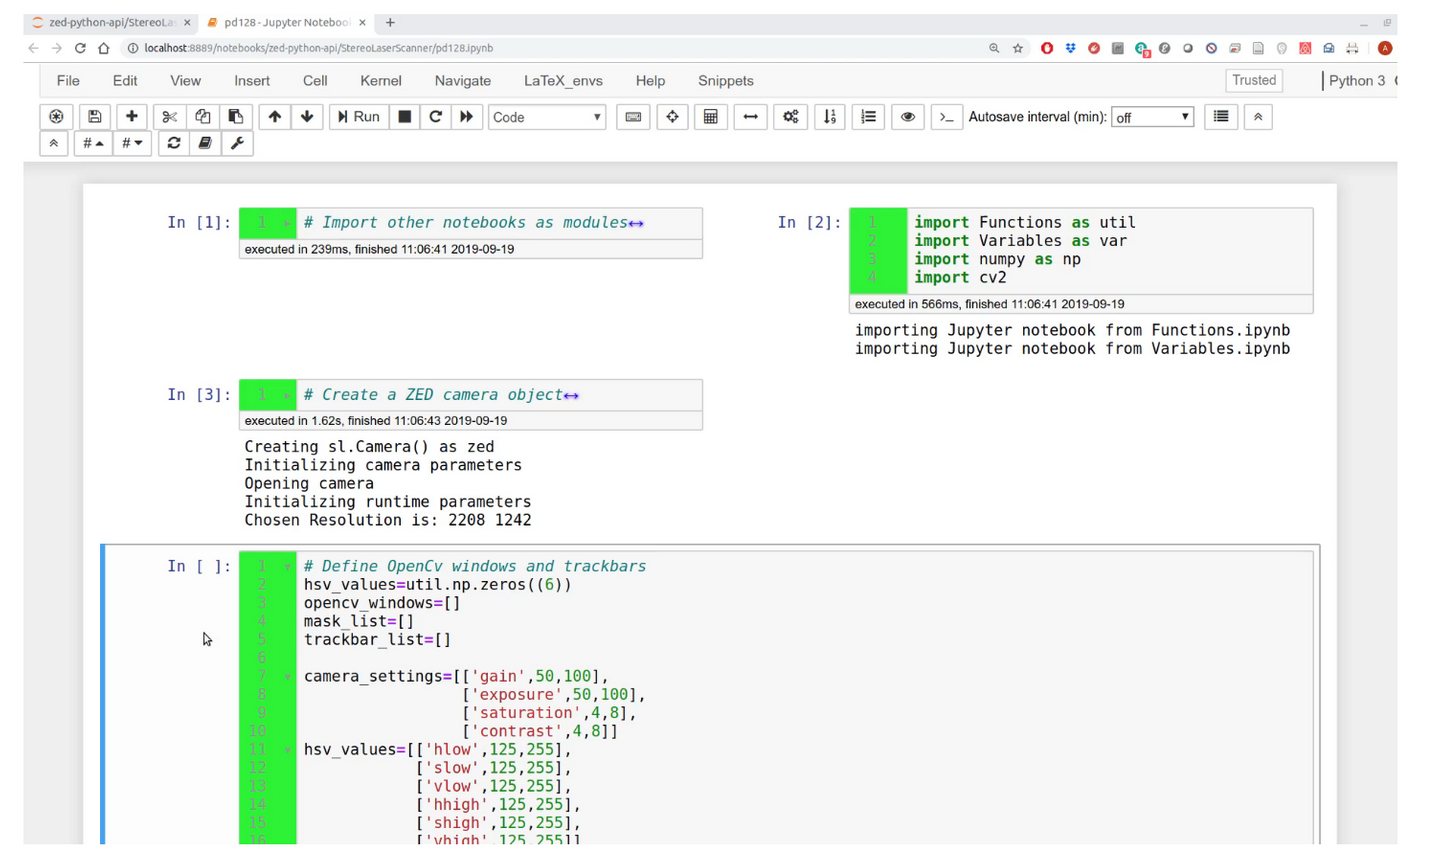 zed-python-api/StereoLas ×
pd128 - Jupyter Notebook ×
localhost:8889/notebooks/zed-python-api/StereoLaserScanner/pd128.ipynb
File Edit View Insert Cell Kernel Navigate LaTeX_envs Help Snippets
Trusted
Python 3
Run
Code
Autosave interval (min): off
In [1]:
1 # Import other notebooks as modules↔
executed in 239ms, finished 11:06:41 2019-09-19
In [2]:
1 import Functions as util
2 import Variables as var
3 import numpy as np
4 import cv2
executed in 566ms, finished 11:06:41 2019-09-19
importing Jupyter notebook from Functions.ipynb
importing Jupyter notebook from Variables.ipynb
In [3]:
1 # Create a ZED camera object↔
executed in 1.62s, finished 11:06:43 2019-09-19
Creating sl.Camera() as zed
Initializing camera parameters
Opening camera
Initializing runtime parameters
Chosen Resolution is: 2208 1242
In [ ]:
1 # Define OpenCv windows and trackbars
2 hsv_values=util.np.zeros((6))
3 opencv_windows=[]
4 mask_list=[]
5 trackbar_list=[]
6
7 camera_settings=[['gain',50,100],
8 ['exposure',50,100],
9 ['saturation',4,8],
10 ['contrast',4,8]]
11 hsv_values=[['hlow',125,255],
12 ['slow',125,255],
13 ['vlow',125,255],
14 ['hhigh',125,255],
15 ['shigh',125,255],
16 ['vhigh',125,255]]